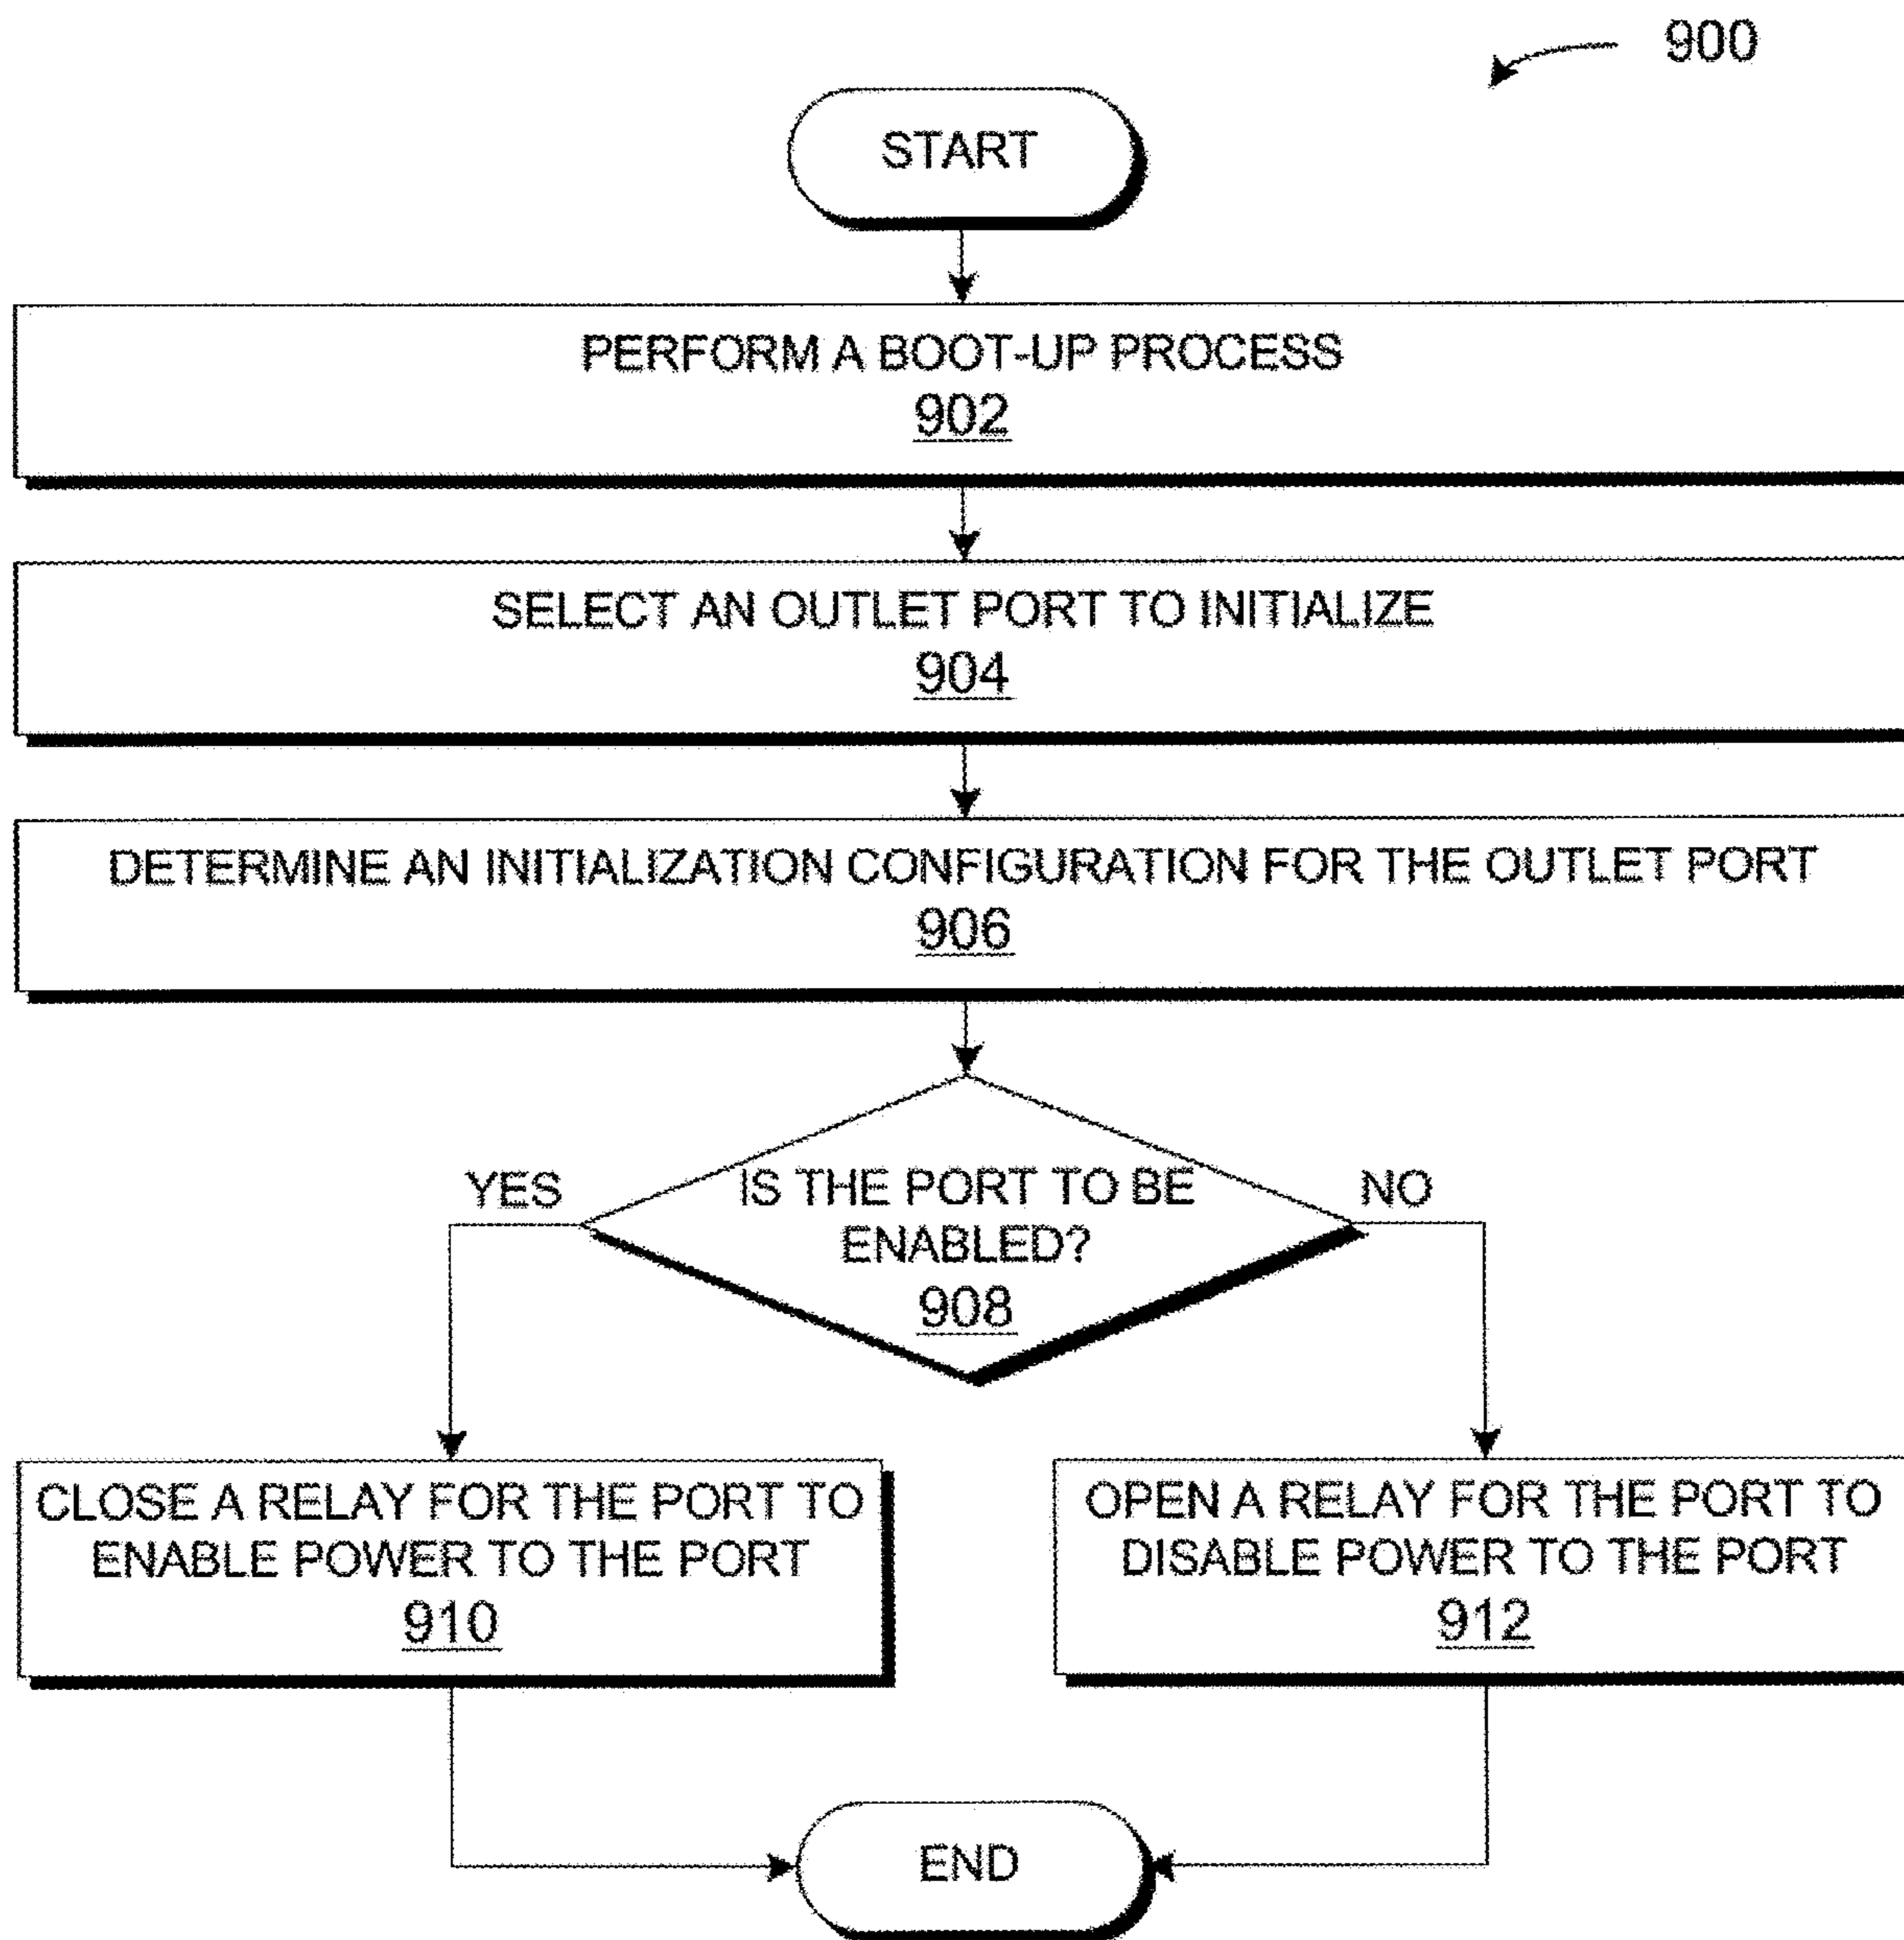 900
START
PERFORM A BOOT-UP PROCESS
902
SELECT AN OUTLET PORT TO INITIALIZE
904
DETERMINE AN INITIALIZATION CONFIGURATION FOR THE OUTLET PORT
906
YES
IS THE PORT TO BE
ENABLED?
908
NO
CLOSE A RELAY FOR THE PORT TO
ENABLE POWER TO THE PORT
910
OPEN A RELAY FOR THE PORT TO
DISABLE POWER TO THE PORT
912
END